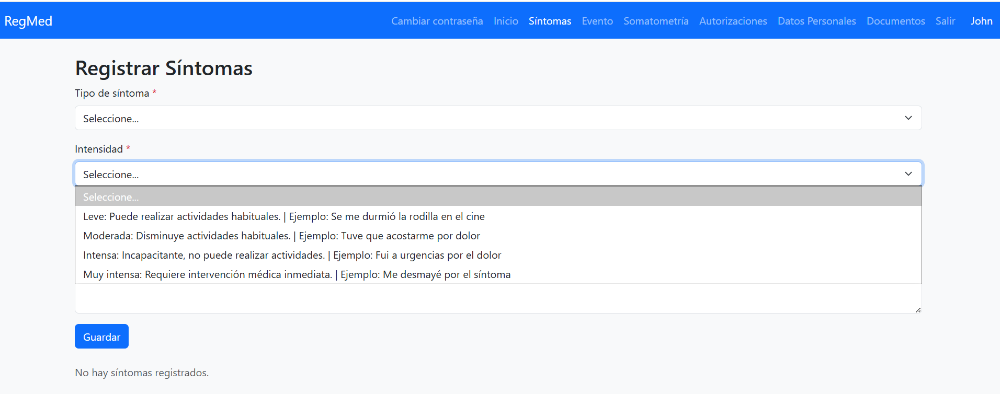 RegMed Cambiar contraseña Inicio Síntomas Evento Somatometría Autorizaciones Datos Personales Documentos Salir John
Registrar Síntomas
Tipo de síntoma *
Seleccione...
Intensidad *
Seleccione...
Seleccione...
Leve: Puede realizar actividades habituales. | Ejemplo: Se me durmió la rodilla en el cine
Moderada: Disminuye actividades habituales. | Ejemplo: Tuve que acostarme por dolor
Intensa: Incapacitante, no puede realizar actividades. | Ejemplo: Fui a urgencias por el dolor
Muy intensa: Requiere intervención médica inmediata. | Ejemplo: Me desmayé por el síntoma
Guardar
No hay síntomas registrados.